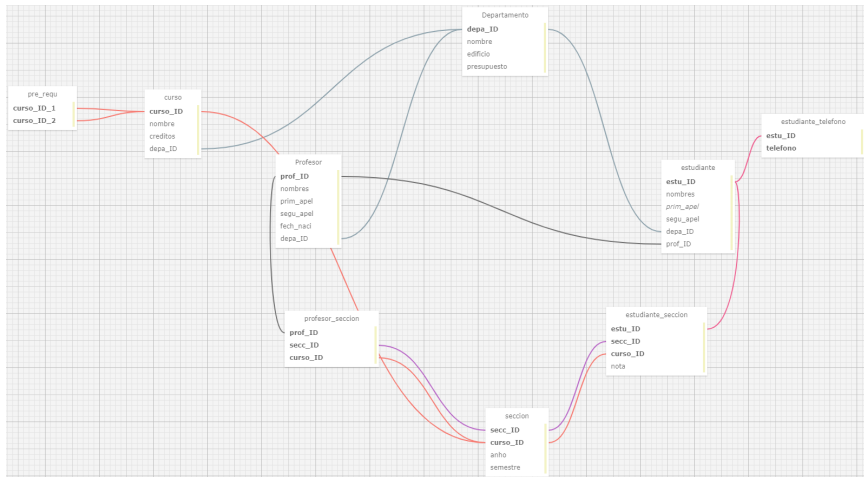 Departamento
depa_ID
nombre
edificio
presupuesto
pre_requ
curso_ID_1
curso_ID_2
curso
curso_ID
nombre
creditos
depa_ID
estudiante_telefono
estu_ID
telefono
Profesor
prof_ID
nombres
prim_apel
segu_apel
fech_naci
depa_ID
estudiante
estu_ID
nombres
prim_apel
segu_apel
depa_ID
prof_ID
profesor_seccion
prof_ID
secc_ID
curso_ID
estudiante_seccion
estu_ID
secc_ID
curso_ID
nota
seccion
secc_ID
curso_ID
anho
semestre